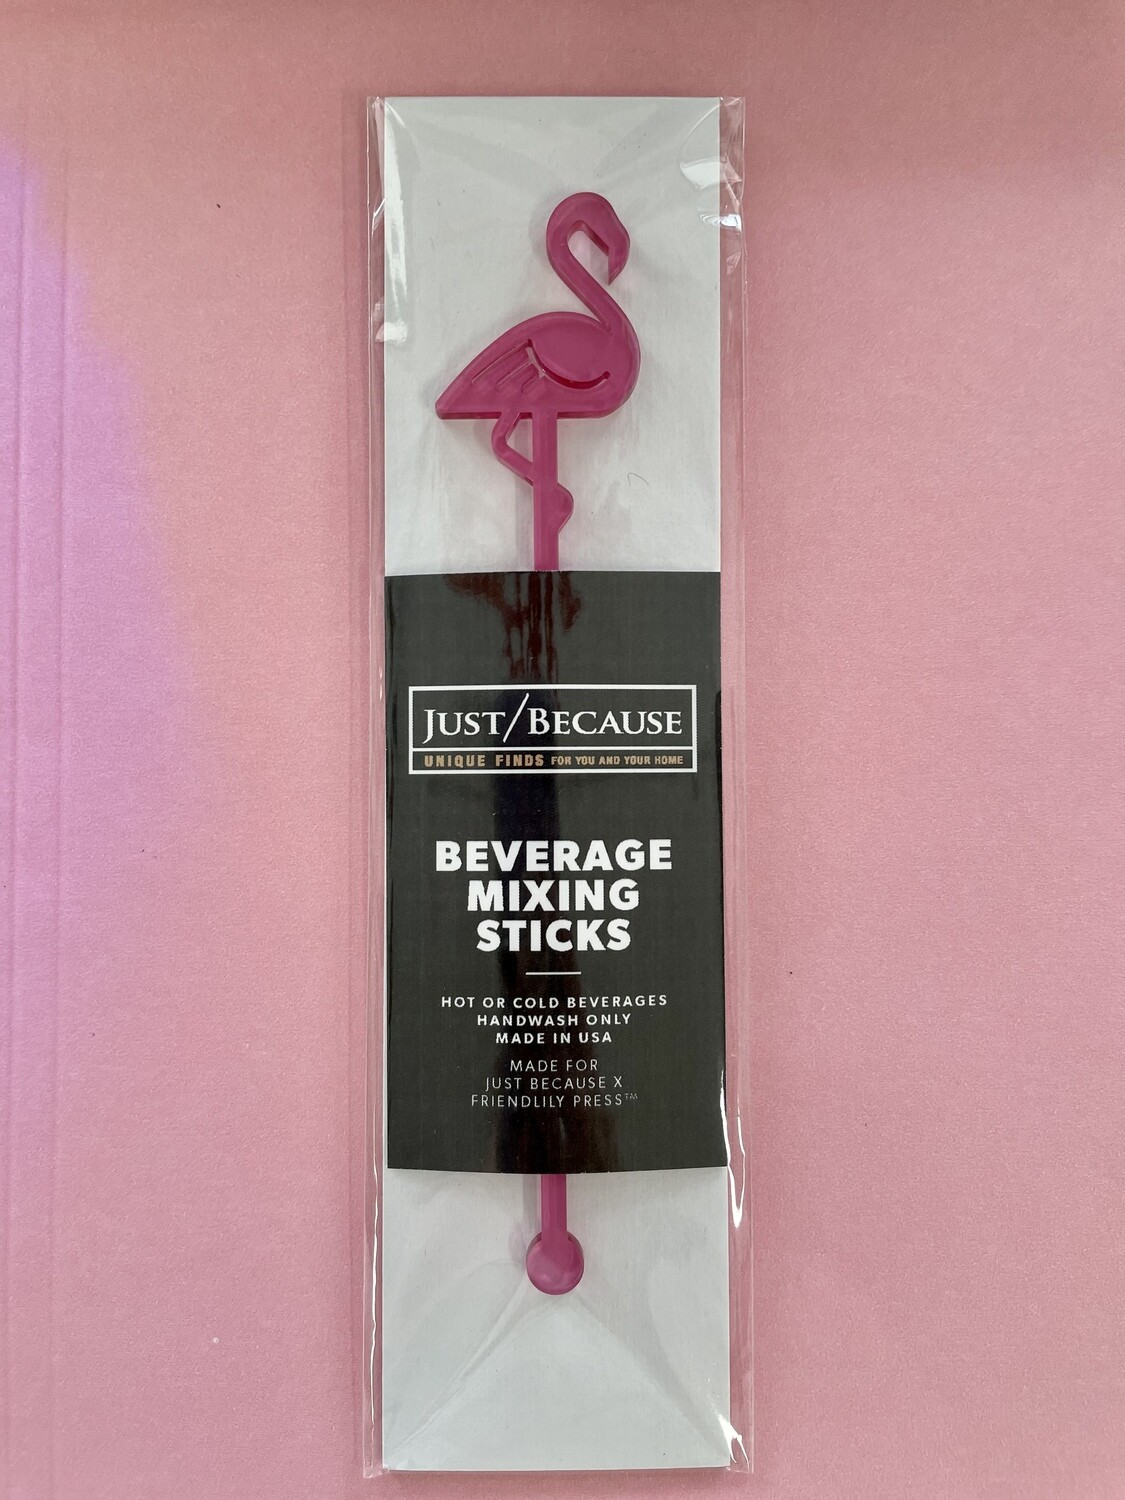 JUST/BECAUSE
UNIQUE FINDS FOR YOU AND YOUR HOME
BEVERAGE
MIXING
STICKS
HOT OR COLD BEVERAGES
HANDWASH ONLY
MADE IN USA
MADE FOR
JUST BECAUSE X
FRIENDLILY PRESS™